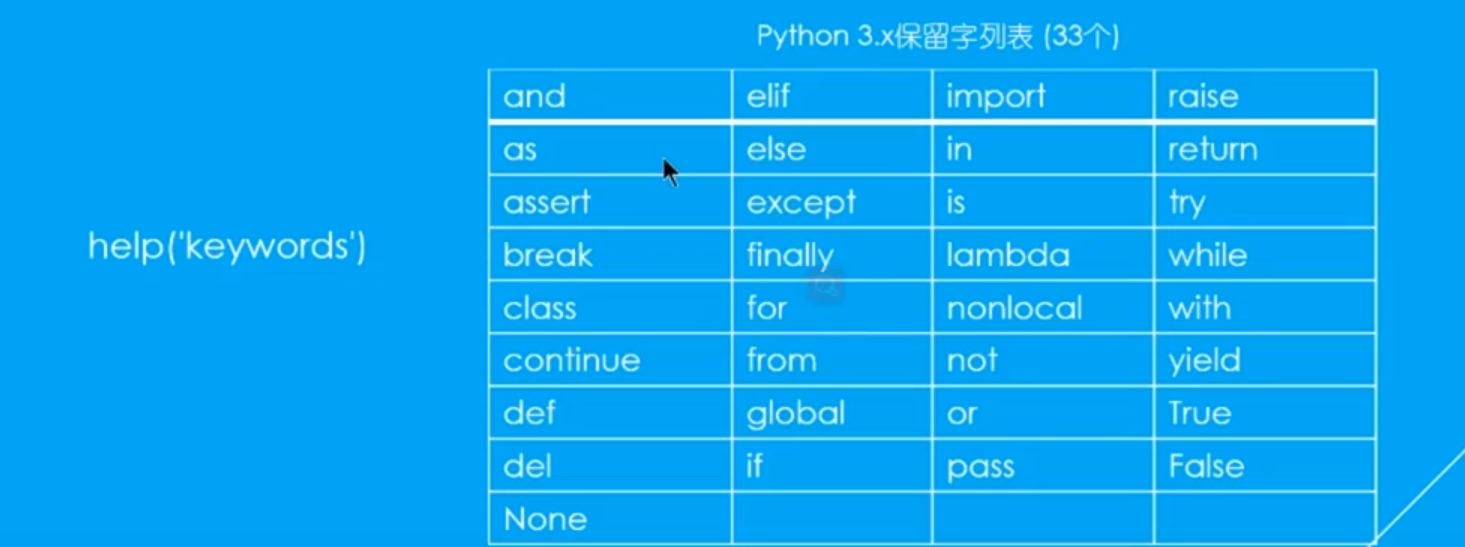 Python 3.x保留字列表 (33个)
and elif import raise
as else in return
assert except is try
help('keywords')
break finally lambda while
class for nonlocal with
continue from not yield
def global or True
del if pass False
None